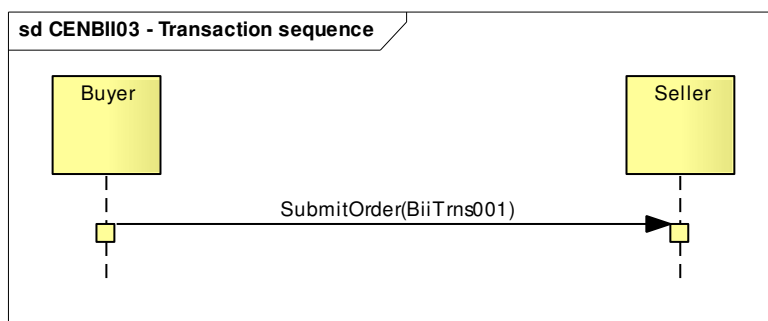 sd CENBII03 - Transaction sequence
Buyer
Seller
SubmitOrder(BiiTrns001)